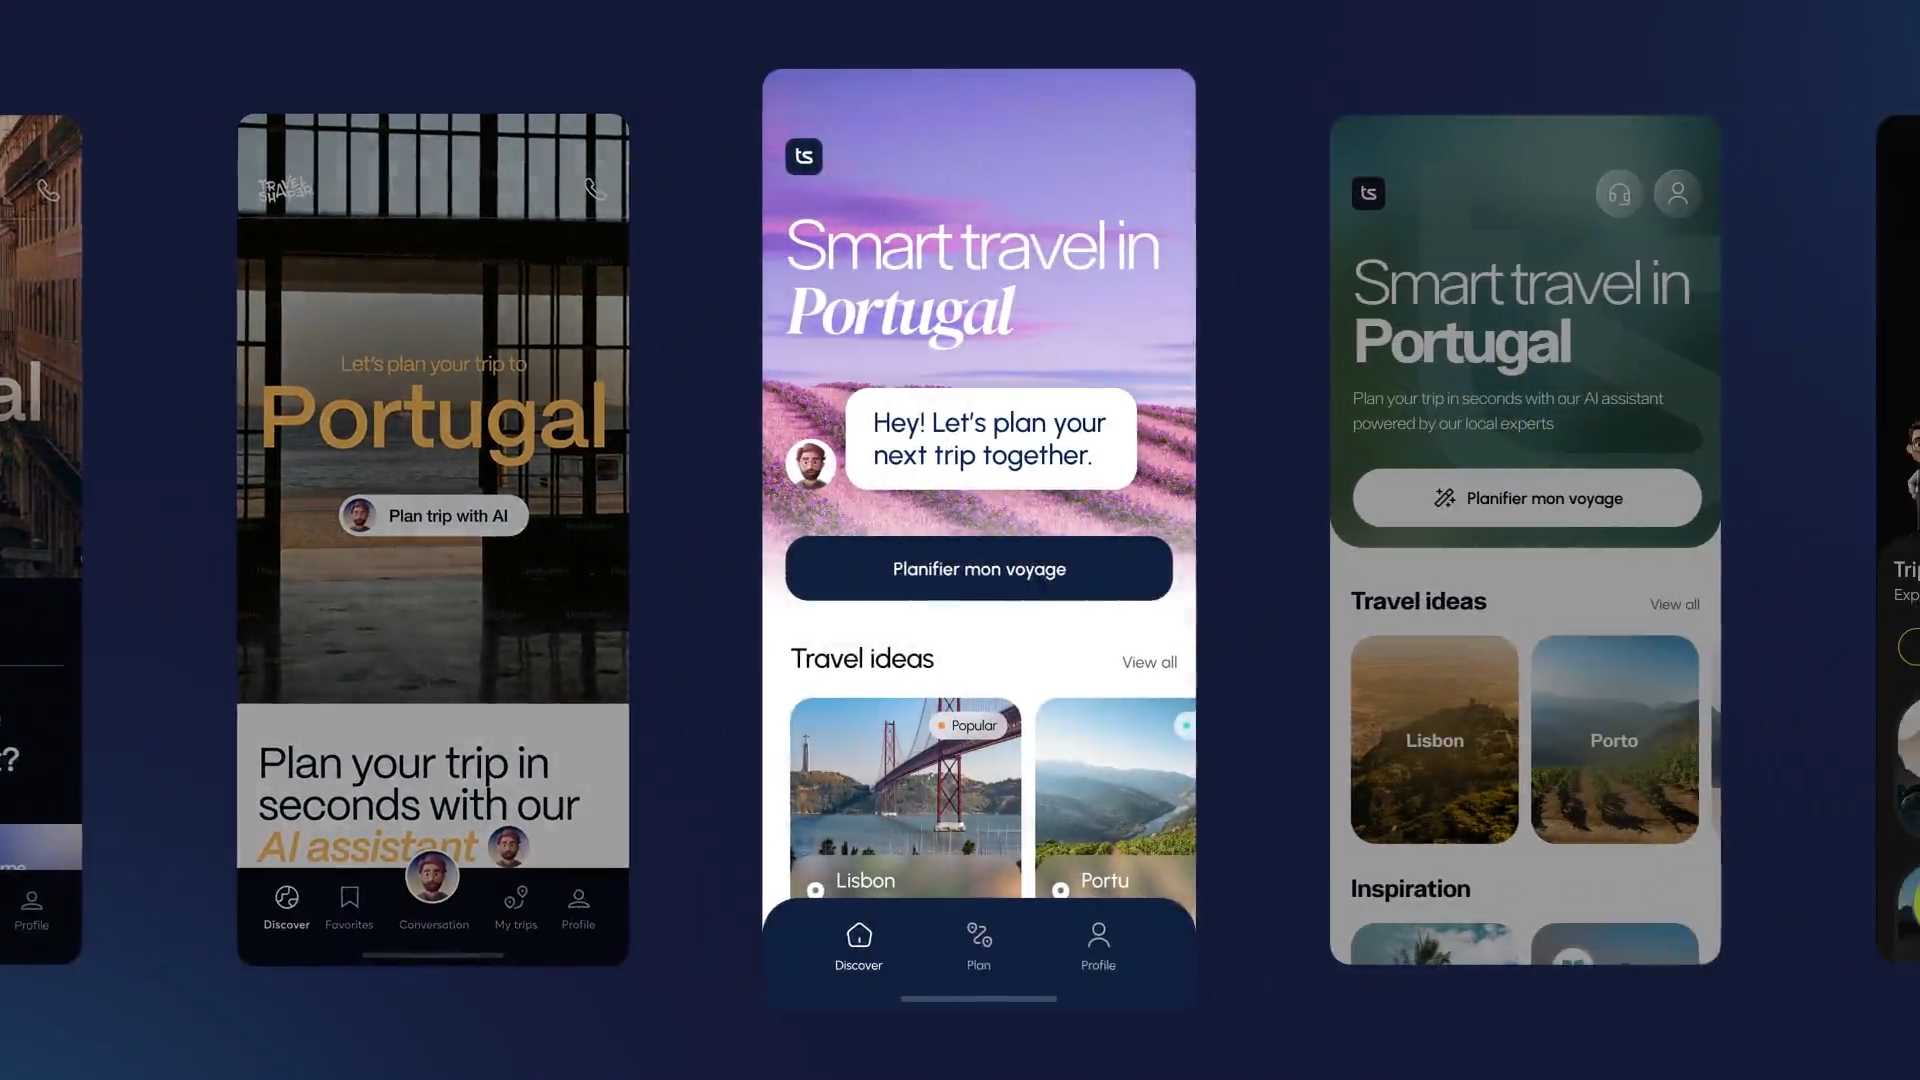 al
t?
me
Profile
TRAVEL
SHAPER
Let's plan your trip to
Portugal
Plan trip with AI
Plan your trip in
seconds with our
AI assistant
Discover
Favorites
Conversation
My trips
Profile
ts
Smart travel in
Portugal
Hey! Let's plan your
next trip together.
Planifier mon voyage
Travel ideas
View all
Popular
Lisbon
Portu
Discover
Plan
Profile
ts
Smart travel in
Portugal
Plan your trip in seconds with our AI assistant
powered by our local experts
Planifier mon voyage
Travel ideas
View all
Lisbon
Porto
Inspiration
Trip
Exp